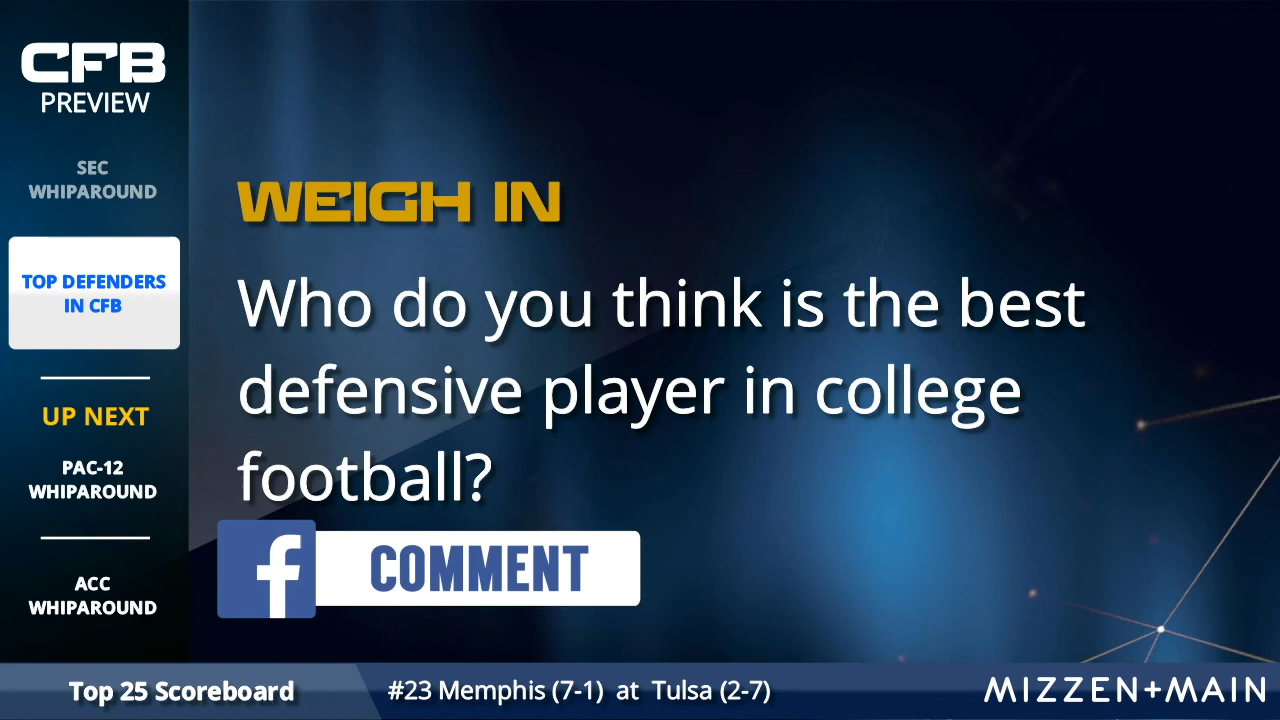 CFB
PREVIEW
SEC
WHIPAROUND
TOP DEFENDERS
IN CFB
UP NEXT
PAC-12
WHIPAROUND
ACC
WHIPAROUND
WEIGH IN
Who do you think is the best
defensive player in college
football?
f COMMENT
Top 25 Scoreboard
#23 Memphis (7-1) at Tulsa (2-7)
MIZZEN+MAIN